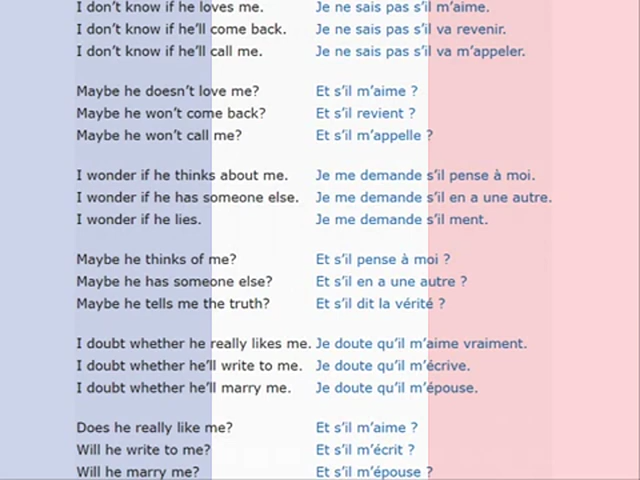 I don't know if he loves me. Je ne sais pas s'il m'aime.
I don't know if he'll come back. Je ne sais pas s'il va revenir.
I don't know if he'll call me. Je ne sais pas s'il va m'appeler.
Maybe he doesn't love me? Et s'il m'aime ?
Maybe he won't come back? Et s'il revient ?
Maybe he won't call me? Et s'il m'appelle ?
I wonder if he thinks about me. Je me demande s'il pense à moi.
I wonder if he has someone else. Je me demande s'il en a une autre.
I wonder if he lies. Je me demande s'il ment.
Maybe he thinks of me? Et s'il pense à moi ?
Maybe he has someone else? Et s'il en a une autre ?
Maybe he tells me the truth? Et s'il dit la vérité ?
I doubt whether he really likes me. Je doute qu'il m'aime vraiment.
I doubt whether he'll write to me. Je doute qu'il m'écrive.
I doubt whether he'll marry me. Je doute qu'il m'épouse.
Does he really like me? Et s'il m'aime ?
Will he write to me? Et s'il m'écrit ?
Will he marry me? Et s'il m'épouse ?